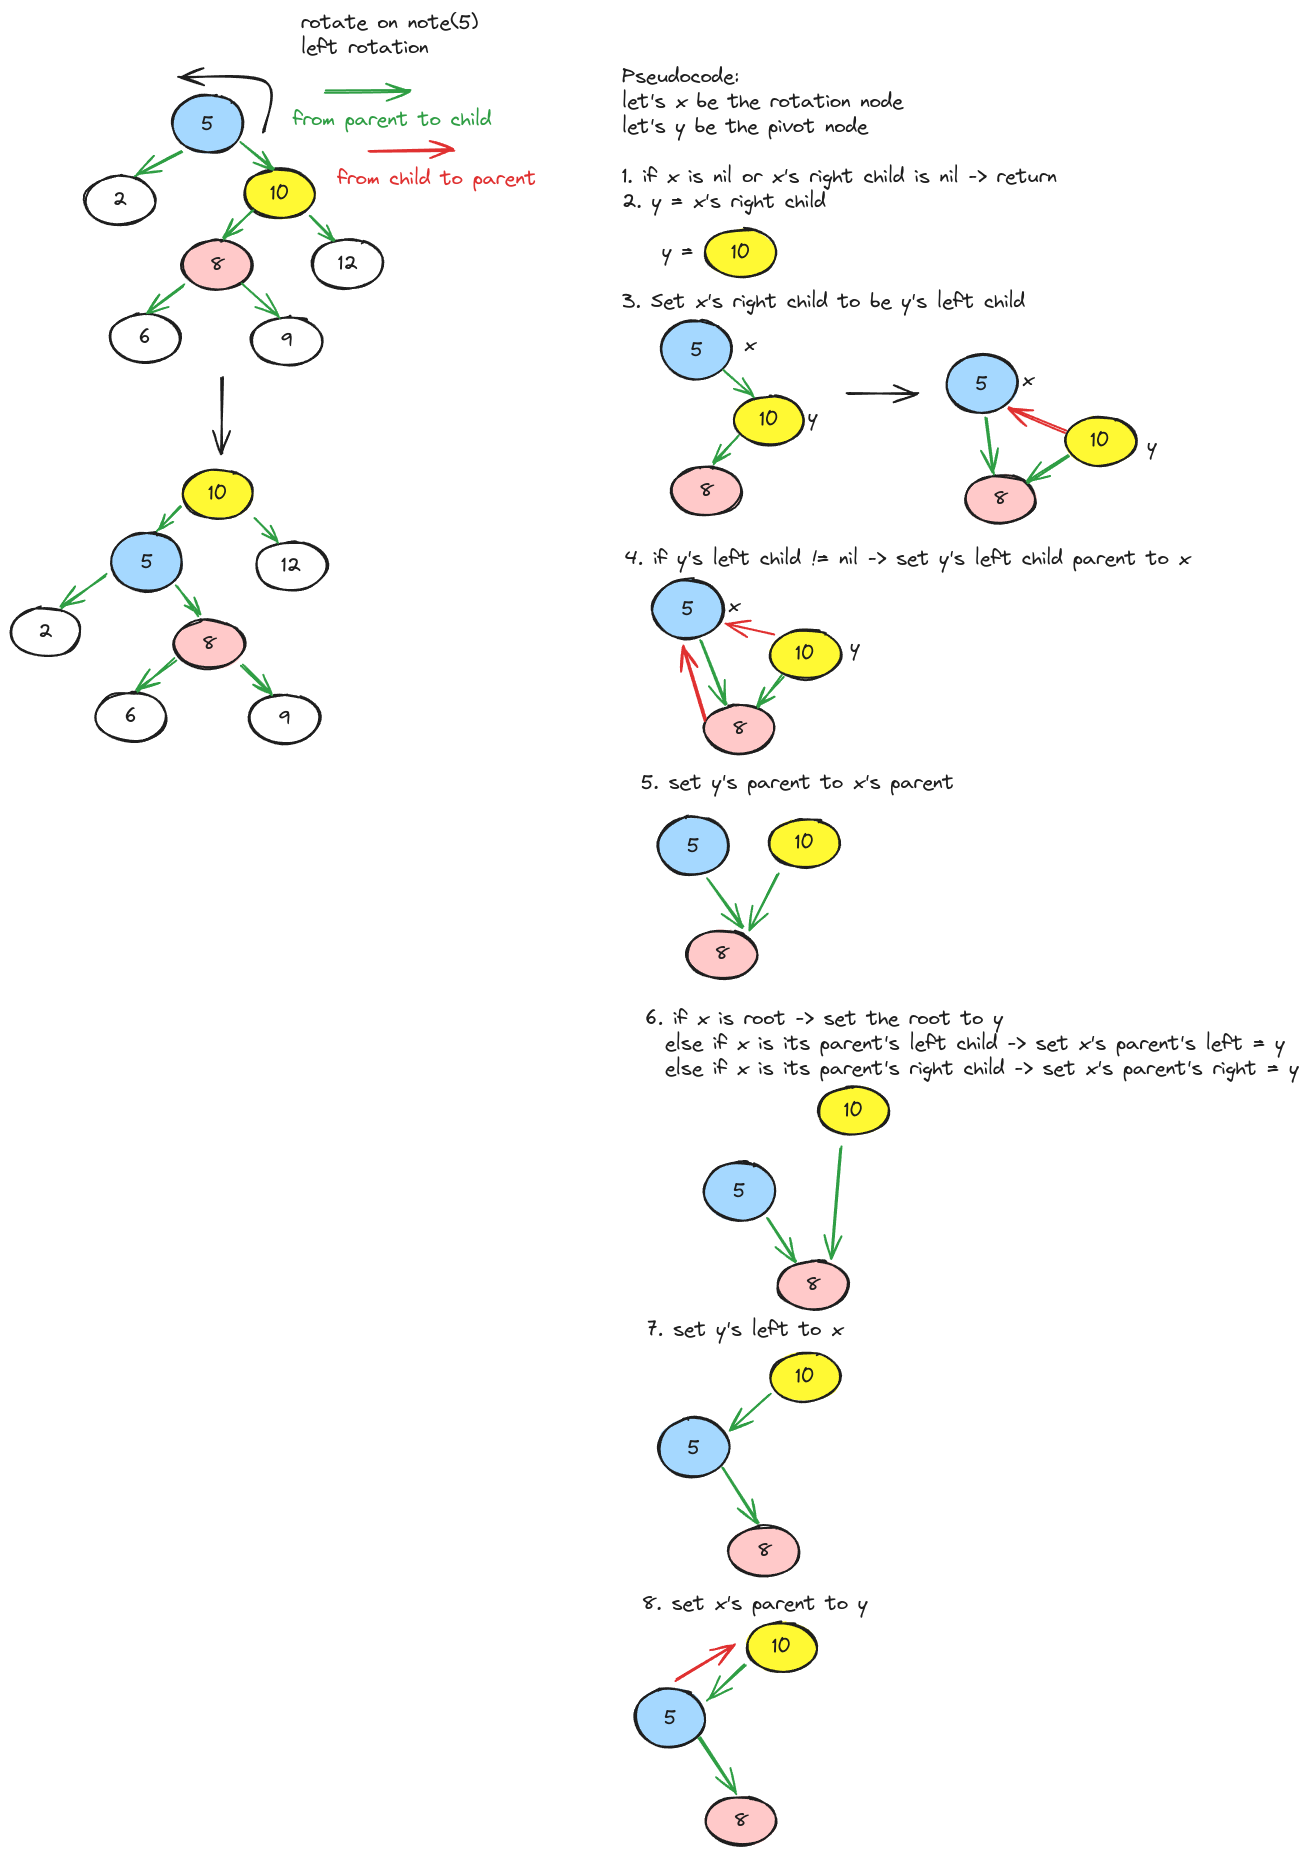 rotate on note(5)
left rotation
from parent to child
from child to parent
5
2
10
8
12
6
9
10
5
12
2
8
6
9
Pseudocode:
let's x be the rotation node
let's y be the pivot node
1. if x is nil or x's right child is nil -> return
2. y = x's right child
y = 10
3. Set x's right child to be y's left child
5 x
10 y
8
5 x
10 y
8
4. if y's left child != nil -> set y's left child parent to x
5 x
10 y
8
5. set y's parent to x's parent
5 10
8
6. if x is root -> set the root to y
else if x is its parent's left child -> set x's parent's left = y
else if x is its parent's right child -> set x's parent's right = y
10
5
8
7. set y's left to x
10
5
8
8. set x's parent to y
10
5
8